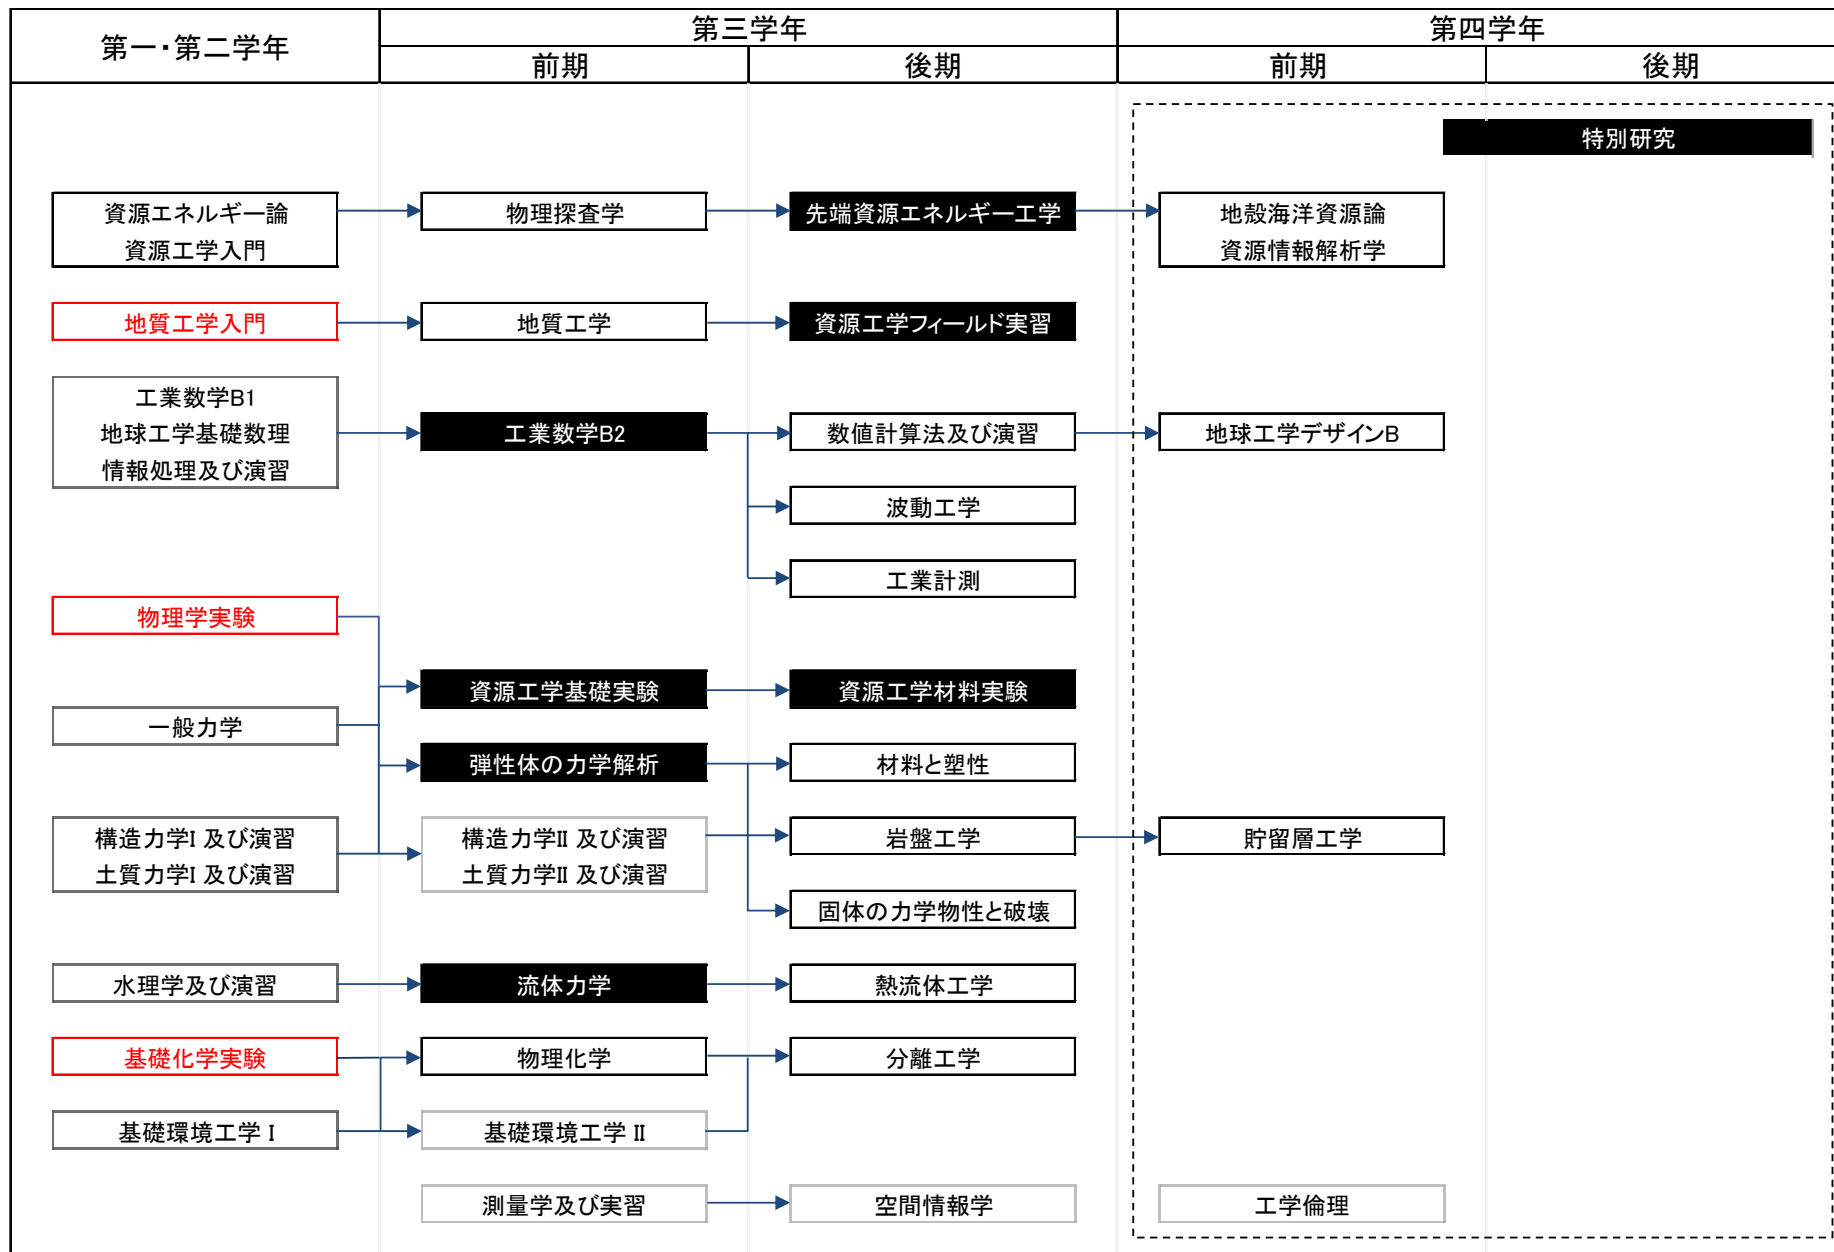 第一・第二学年
第三学年
第四学年
前期
後期
前期
後期
特別研究
資源エネルギー論
資源工学入門
物理探査学
先端資源エネルギー工学
地殻海洋資源論
資源情報解析学
地質工学入門
地質工学
資源工学フィールド実習
工業数学B1
地球工学基礎数理
情報処理及び演習
工業数学B2
数値計算法及び演習
地球工学デザインB
波動工学
工業計測
物理学実験
資源工学基礎実験
資源工学材料実験
一般力学
弾性体の力学解析
材料と塑性
構造力学I 及び演習
土質力学I 及び演習
構造力学II 及び演習
土質力学II 及び演習
岩盤工学
貯留層工学
固体の力学物性と破壊
水理学及び演習
流体力学
熱流体工学
基礎化学実験
物理化学
分離工学
基礎環境工学 I
基礎環境工学 II
測量学及び実習
空間情報学
工学倫理